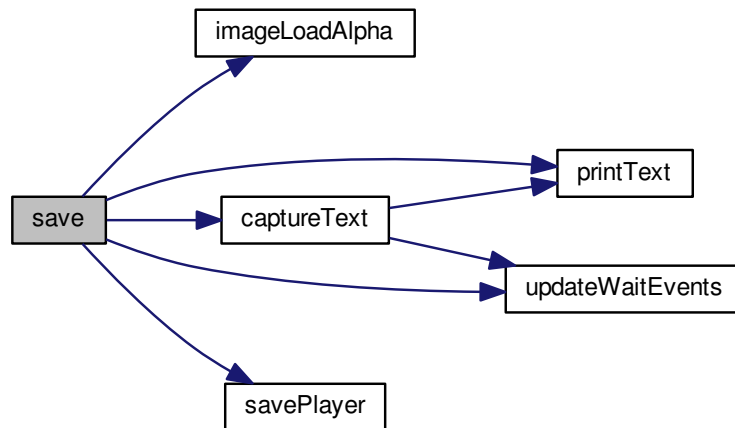 imageLoadAlpha
printText
save
captureText
updateWaitEvents
savePlayer